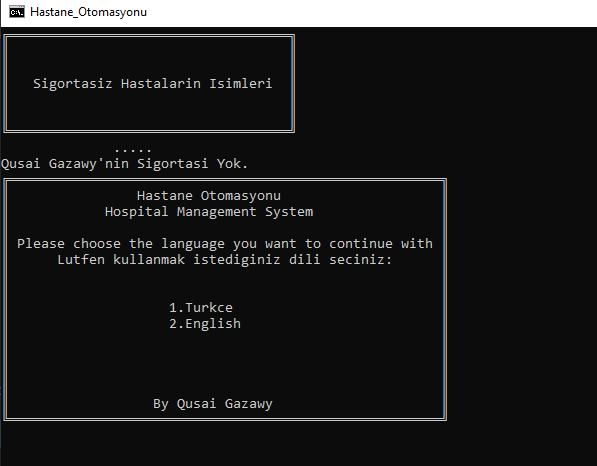 Hastane_Otomasyonu
Sigortasiz Hastalarin Isimleri
.....
Qusai Gazawy'nin Sigortasi Yok.
Hastane Otomasyonu
Hospital Management System
Please choose the language you want to continue with
Lutfen kullanmak istediginiz dili seciniz:
1.Turkce
2.English
By Qusai Gazawy